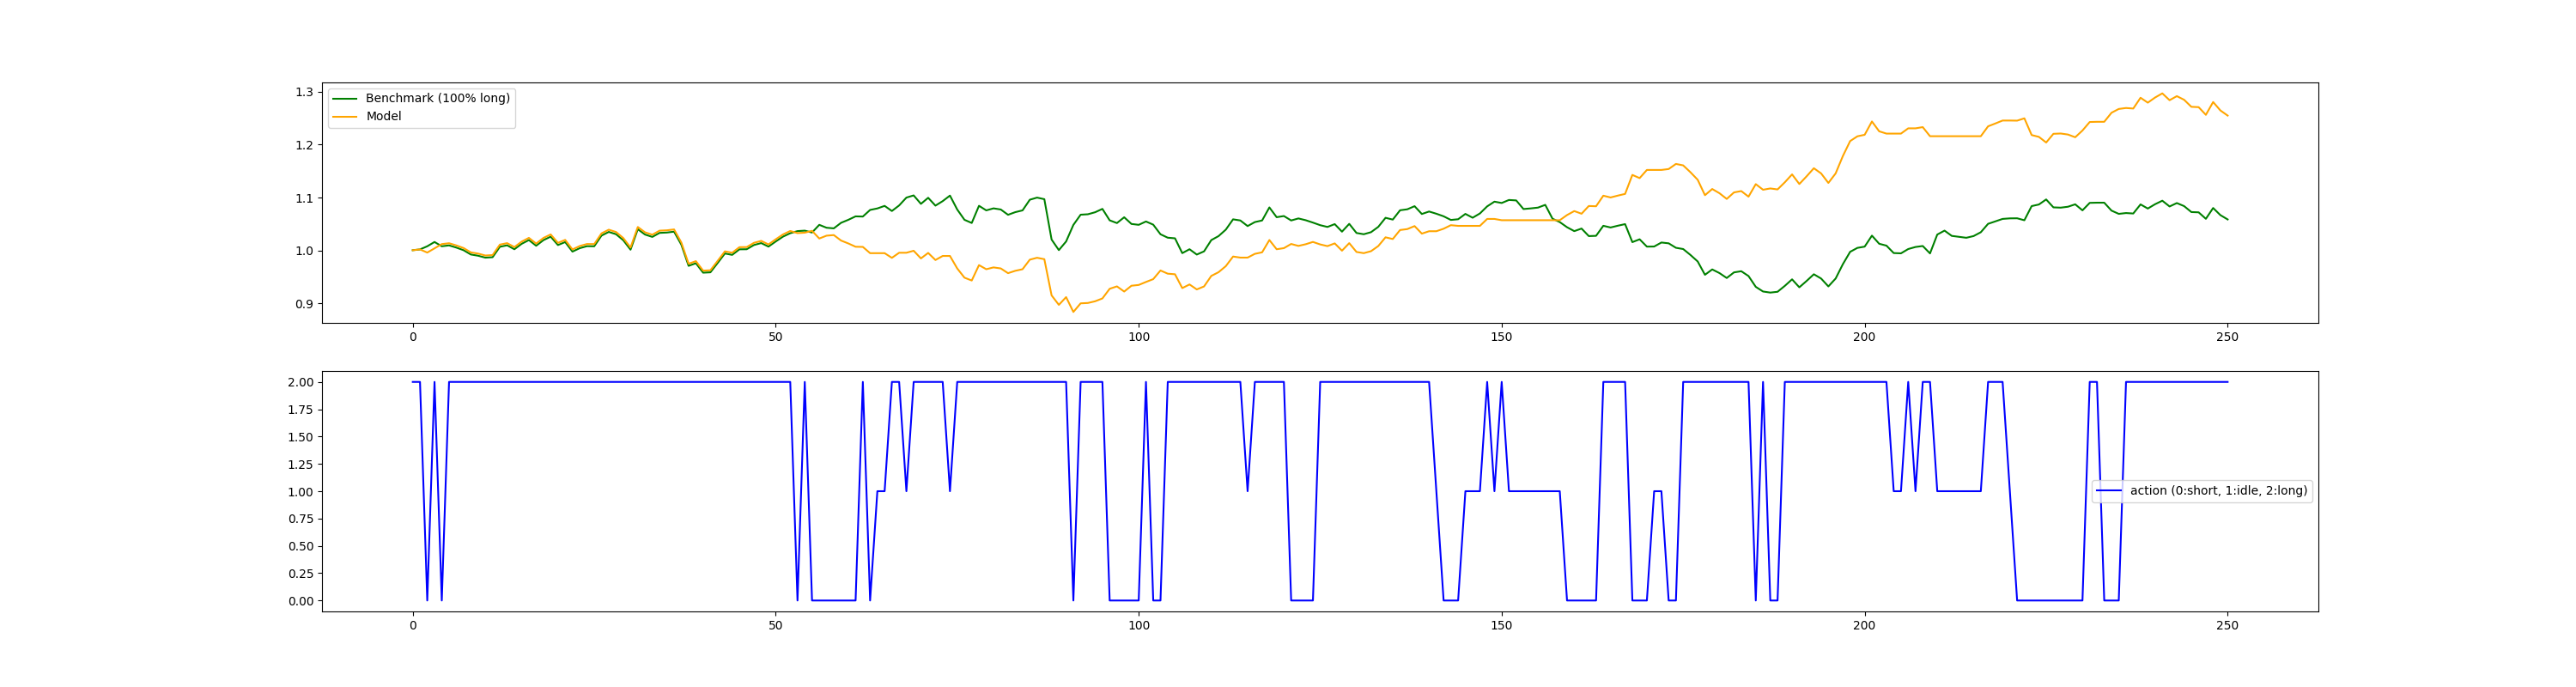 1.3
1.2
1.1
1.0
0.9
Benchmark (100% long)
Model
0 50 100 150 200 250
2.00
1.75
1.50
1.25
1.00
0.75
0.50
0.25
0.00
action (0:short, 1:idle, 2:long)
0 50 100 150 200 250